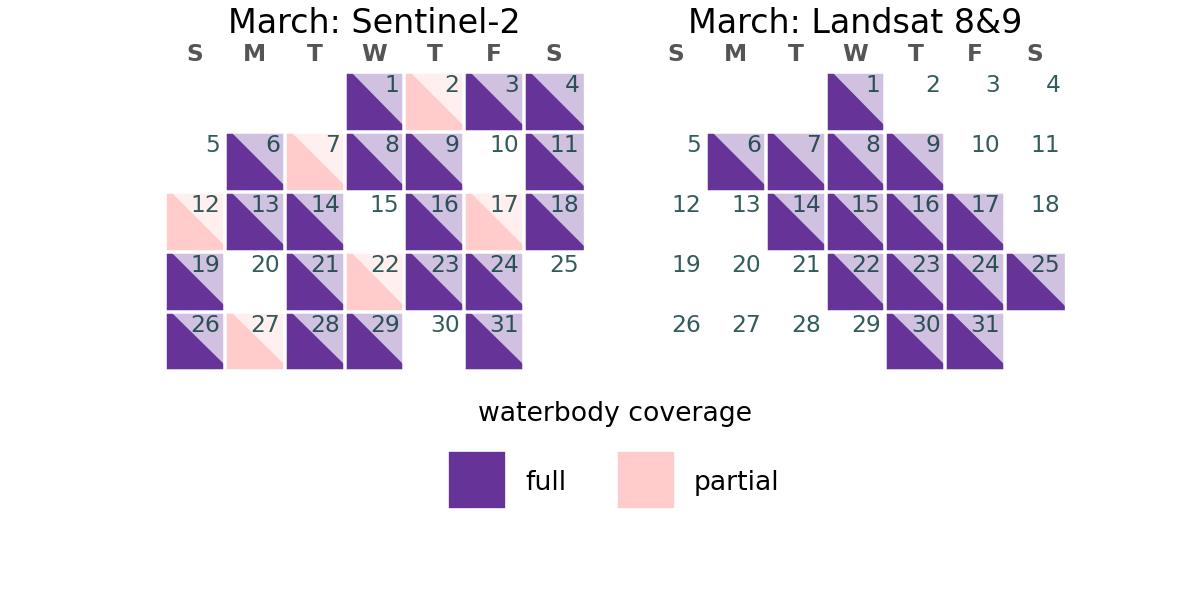 March: Sentinel-2
S M T W T F S
1 2 3 4
5 6 7 8 9 10 11
12 13 14 15 16 17 18
19 20 21 22 23 24 25
26 27 28 29 30 31
March: Landsat 8&9
S M T W T F S
1 2 3 4
5 6 7 8 9 10 11
12 13 14 15 16 17 18
19 20 21 22 23 24 25
26 27 28 29 30 31
waterbody coverage
full partial